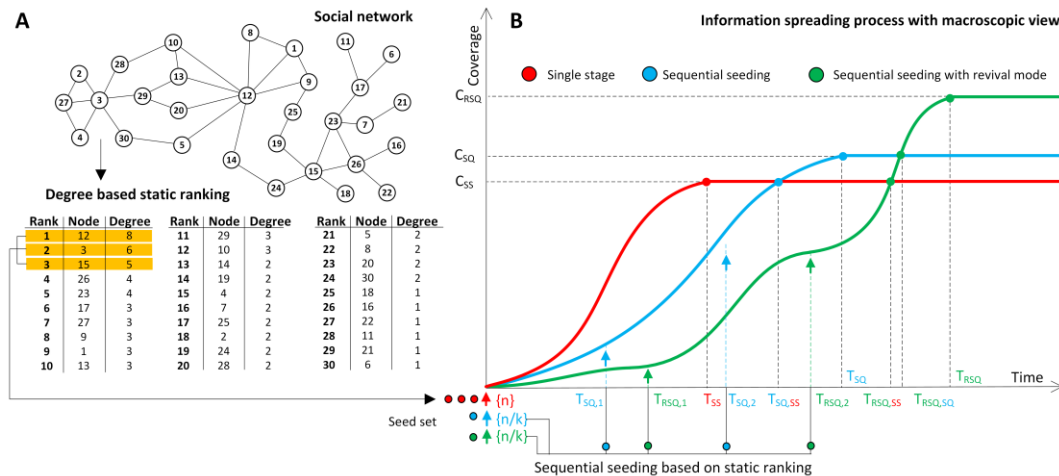 A
Social network
8
11
10
1
6
28
2
13
9
17
27
3
29
12
21
20
25
23
7
4
30
5
19
16
14
15
26
24
18
22
Degree based static ranking
Rank Node Degree Rank Node Degree Rank Node Degree
1 12 8 11 29 3 21 5 2
2 3 6 12 10 3 22 8 2
3 15 5 13 14 2 23 20 2
4 26 4 14 19 2 24 30 2
5 23 4 15 4 2 25 18 1
6 17 3 16 7 2 26 16 1
7 27 3 17 25 2 27 22 1
8 9 3 18 2 2 28 11 1
9 1 3 19 24 2 29 21 1
10 13 3 20 28 2 30 6 1
Seed set
{n}
{n/k}
{n/k}
B
Information spreading process with macroscopic view
Coverage
Single stage
Sequential seeding
Sequential seeding with revival mode
CRSQ
CSQ
CSS
TSQ
TRSQ
Time
TSQ,1
TRSQ,1
TSS
TSQ,2
TSQ,SS
TRSQ,2
TRSQ,SS
TRSQ,SQ
Sequential seeding based on static ranking